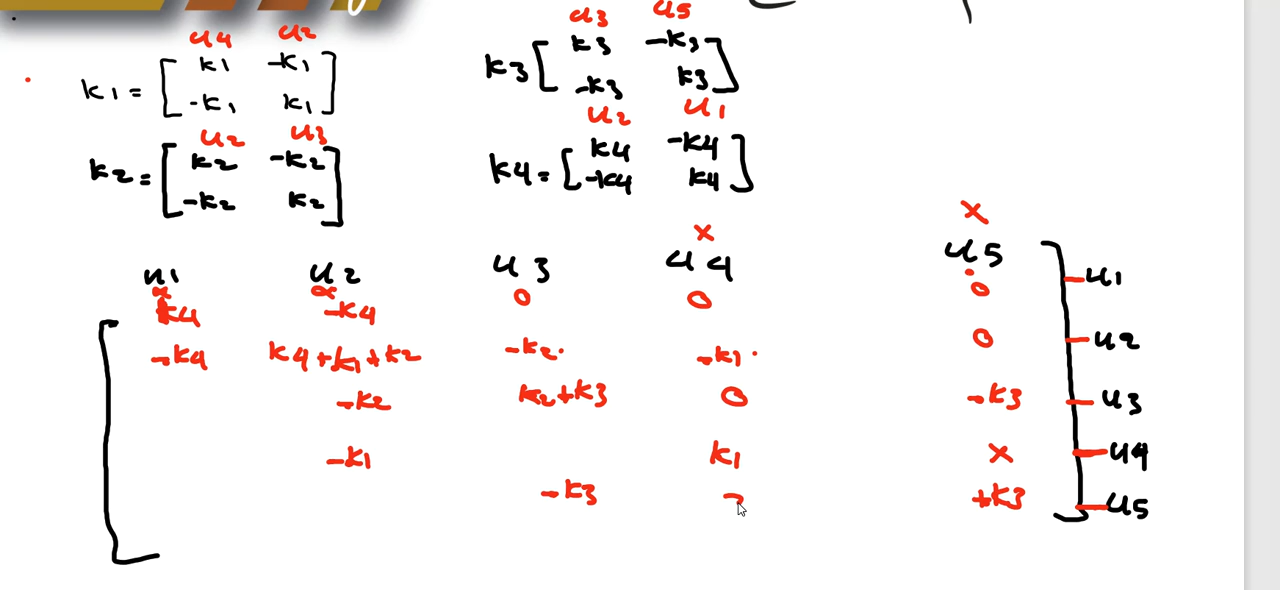 u4 u2
k1 = [ k1 -k1
-k1 k1 ]
u2 u3
k2 = [ k2 -k2
-k2 k2 ]
u3 u5
k3 [ k3 -k3
-k3 k3 ]
u2 u1
k4 = [ k4 -k4
-k4 k4 ]
x x
u1 u2 u3 u4 u5
k4 -k4 0 0 0 u1
-k4 k4+k1+k2 -k2 -k1 0 u2
-k2 k2+k3 0 -k3 u3
-k1 k1 x u4
-k3 +k3 u5